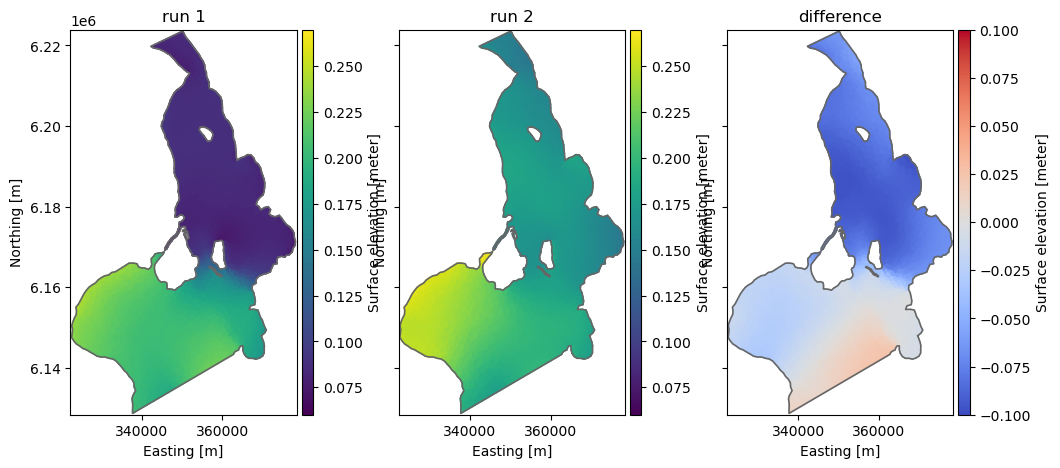 run 1
run 2
difference
1e6
6.22
6.20
6.18
6.16
6.14
Northing [m]
340000
360000
Easting [m]
0.250
0.225
0.200
0.175
0.150
0.125
0.100
0.075
Surface elevation [meter]
Northing [m]
340000
360000
Easting [m]
0.250
0.225
0.200
0.175
0.150
0.125
0.100
0.075
Surface elevation [meter]
Northing [m]
340000
360000
Easting [m]
0.100
0.075
0.050
0.025
0.000
−0.025
−0.050
−0.075
−0.100
Surface elevation [meter]